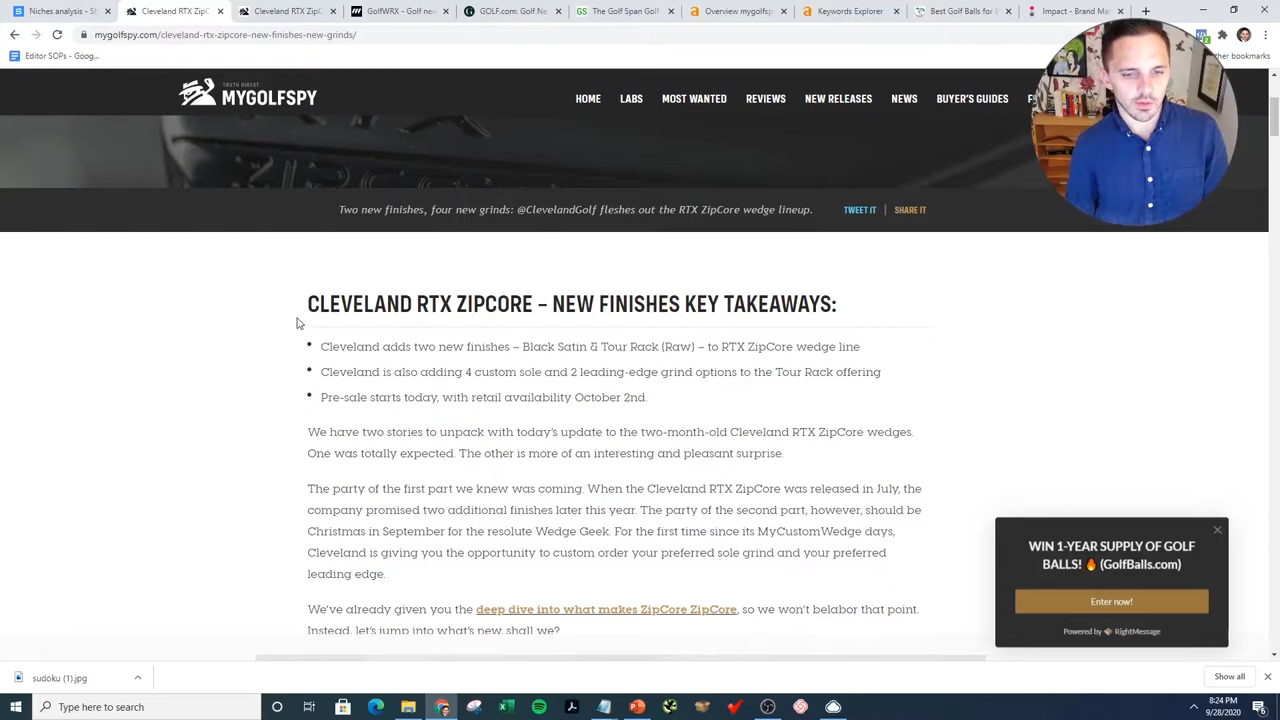 Niches analysis - S
Cleveland RTX Zipc
Cleveland RTX ZipC
GolfWRX - Golf ne
GOLF.com: Golf Ne
The Golf Span Golf
Overview mygolfsp
Keywords Explorer
Best Golf Balls for
Impact - Brand
mygolfspy.com/cleveland-rtx-zipcore-new-finishes-new-grinds/
Editor SOPs - Goog...
her bookmarks
TRUTH DIGEST
MYGOLFSPY
HOME LABS MOST WANTED REVIEWS NEW RELEASES NEWS BUYER'S GUIDES
Two new finishes, four new grinds: @ClevelandGolf fleshes out the RTX ZipCore wedge lineup.
TWEET IT | SHARE IT
CLEVELAND RTX ZIPCORE – NEW FINISHES KEY TAKEAWAYS:
• Cleveland adds two new finishes – Black Satin & Tour Rack (Raw) – to RTX ZipCore wedge line
• Cleveland is also adding 4 custom sole and 2 leading-edge grind options to the Tour Rack offering
• Pre-sale starts today, with retail availability October 2nd.
We have two stories to unpack with today's update to the two-month-old Cleveland RTX ZipCore wedges.
One was totally expected. The other is more of an interesting and pleasant surprise.
The party of the first part we knew was coming. When the Cleveland RTX ZipCore was released in July, the
company promised two additional finishes later this year. The party of the second part, however, should be
Christmas in September for the resolute Wedge Geek. For the first time since its MyCustomWedge days,
Cleveland is giving you the opportunity to custom order your preferred sole grind and your preferred
leading edge.
We've already given you the deep dive into what makes ZipCore ZipCore, so we won't belabor that point.
Instead, let's jump into what's new, shall we?
WIN 1-YEAR SUPPLY OF GOLF
BALLS! 🔥 (GolfBalls.com)
Enter now!
Powered by RightMessage
sudoku (1).jpg
Show all
Type here to search
8:24 PM
9/28/2020